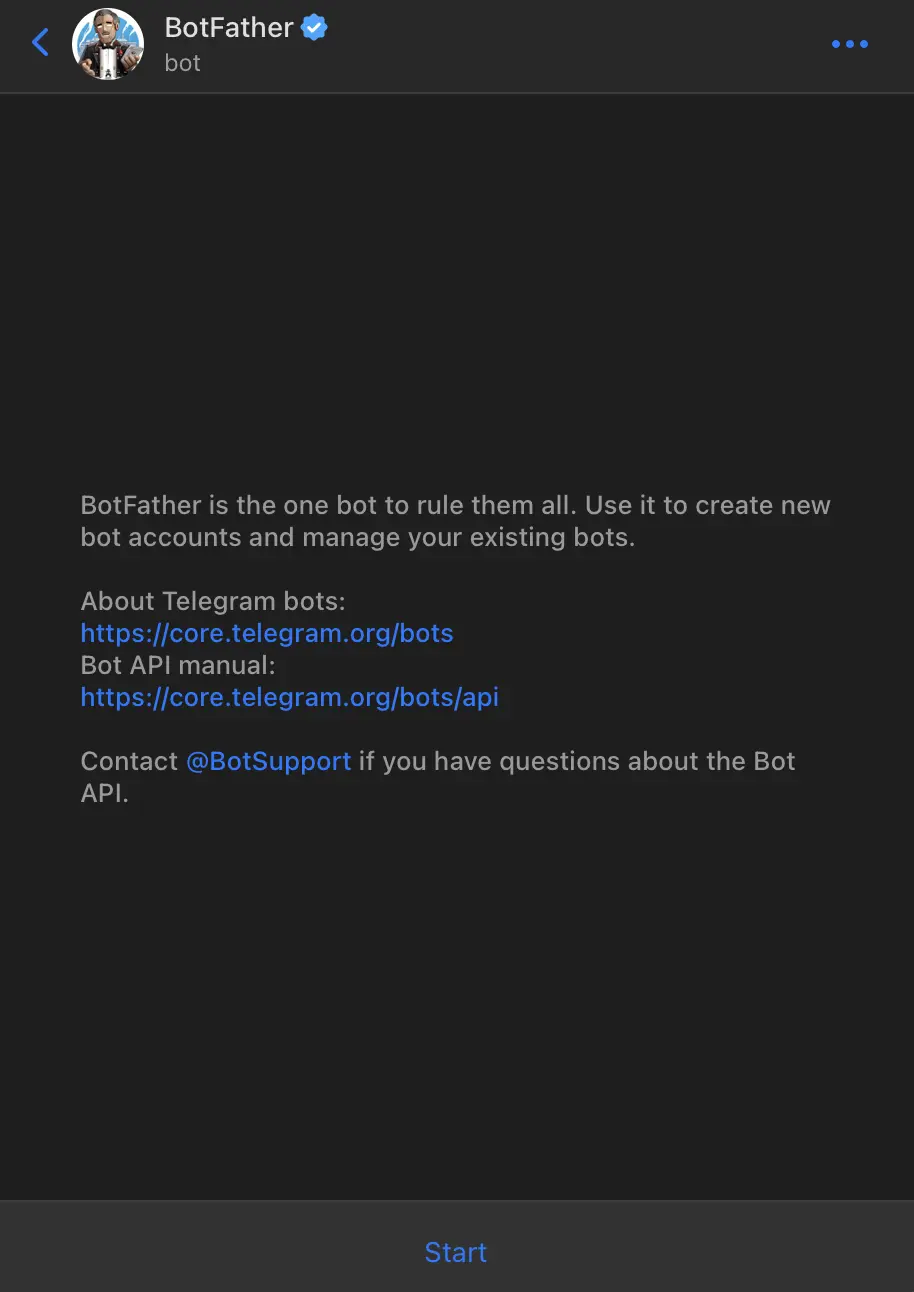 BotFather
bot
BotFather is the one bot to rule them all. Use it to create new
bot accounts and manage your existing bots.
About Telegram bots:
https://core.telegram.org/bots
Bot API manual:
https://core.telegram.org/bots/api
Contact @BotSupport if you have questions about the Bot
API.
Start